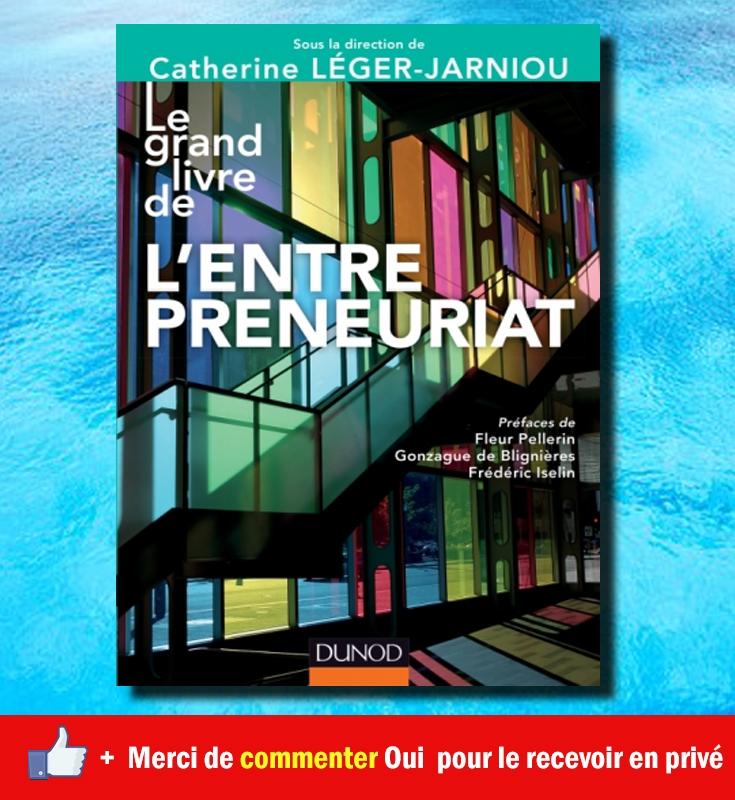 Sous la direction de
Catherine LÉGER-JARNIOU
Le
grand
livre
de
L'ENTRE
PRENEURIAT
Préfaces de
Fleur Pellerin
Gonzague de Blignières
Frédéric Iselin
DUNOD
+ Merci de commenter Oui pour le recevoir en privé